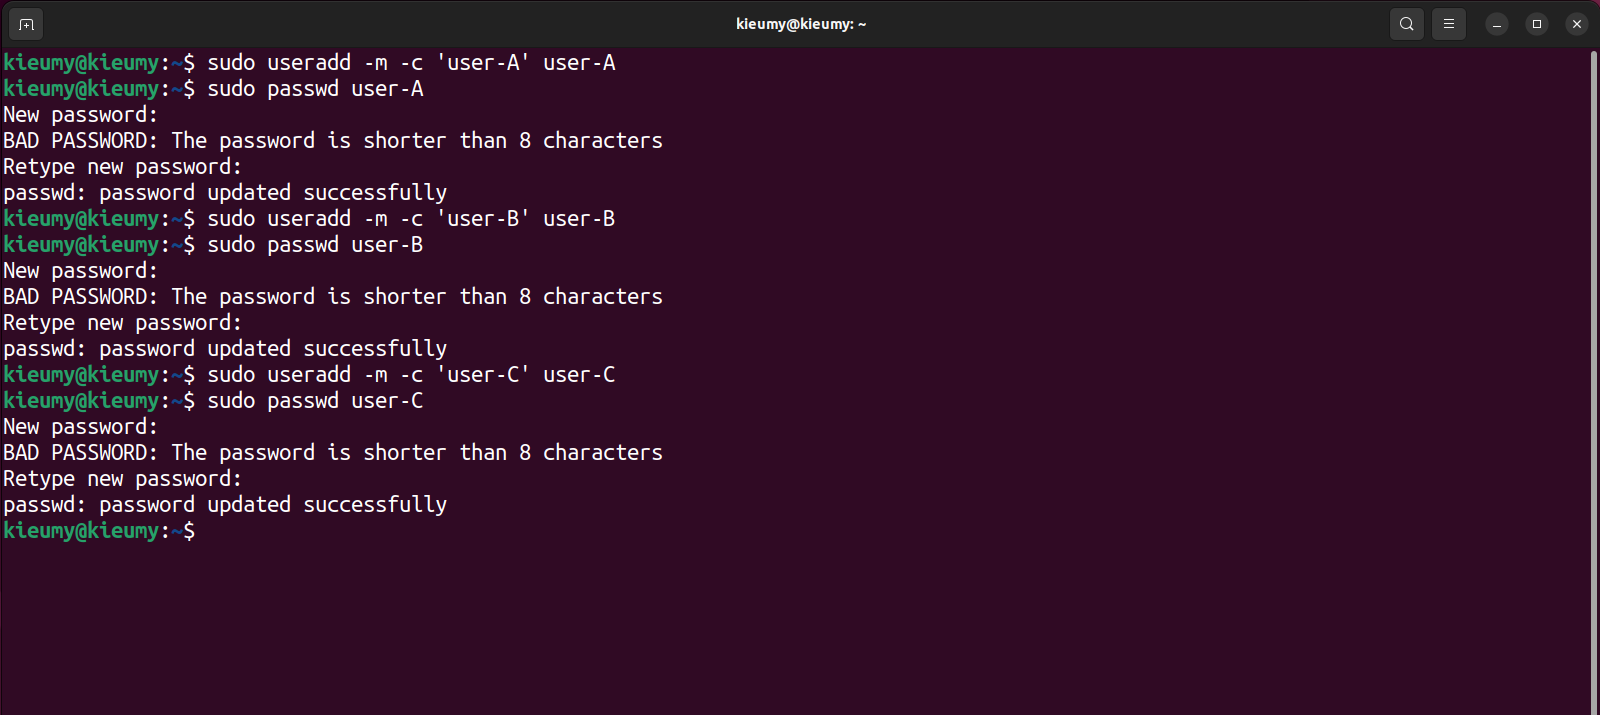 kieumy@kieumy: ~
kieumy@kieumy:~$ sudo useradd -m -c 'user-A' user-A
kieumy@kieumy:~$ sudo passwd user-A
New password:
BAD PASSWORD: The password is shorter than 8 characters
Retype new password:
passwd: password updated successfully
kieumy@kieumy:~$ sudo useradd -m -c 'user-B' user-B
kieumy@kieumy:~$ sudo passwd user-B
New password:
BAD PASSWORD: The password is shorter than 8 characters
Retype new password:
passwd: password updated successfully
kieumy@kieumy:~$ sudo useradd -m -c 'user-C' user-C
kieumy@kieumy:~$ sudo passwd user-C
New password:
BAD PASSWORD: The password is shorter than 8 characters
Retype new password:
passwd: password updated successfully
kieumy@kieumy:~$